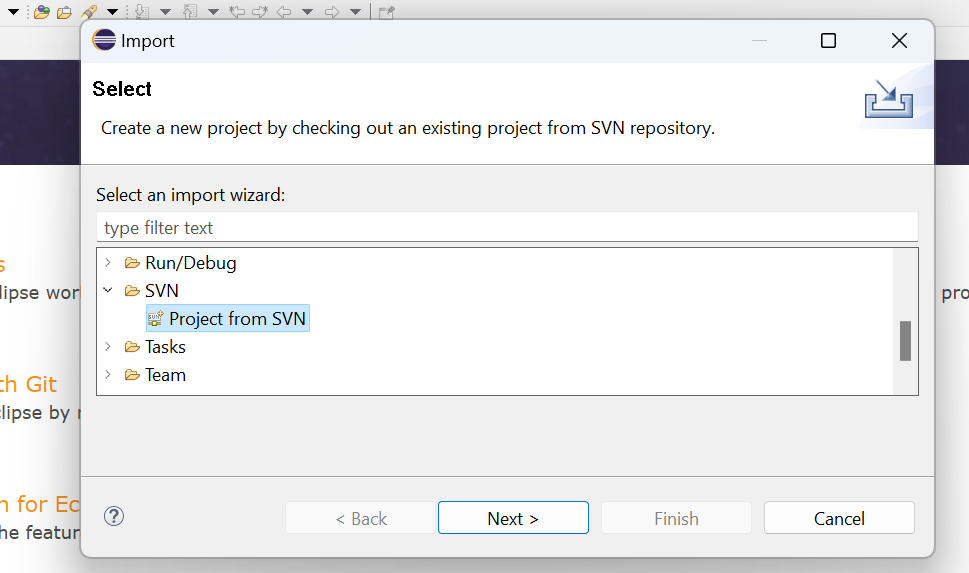 Import
Select
Create a new project by checking out an existing project from SVN repository.
Select an import wizard:
type filter text
Run/Debug
SVN
Project from SVN
Tasks
Team
< Back
Next >
Finish
Cancel
s
lipse wor
pro
th Git
clipse by
n for Ec
he featur